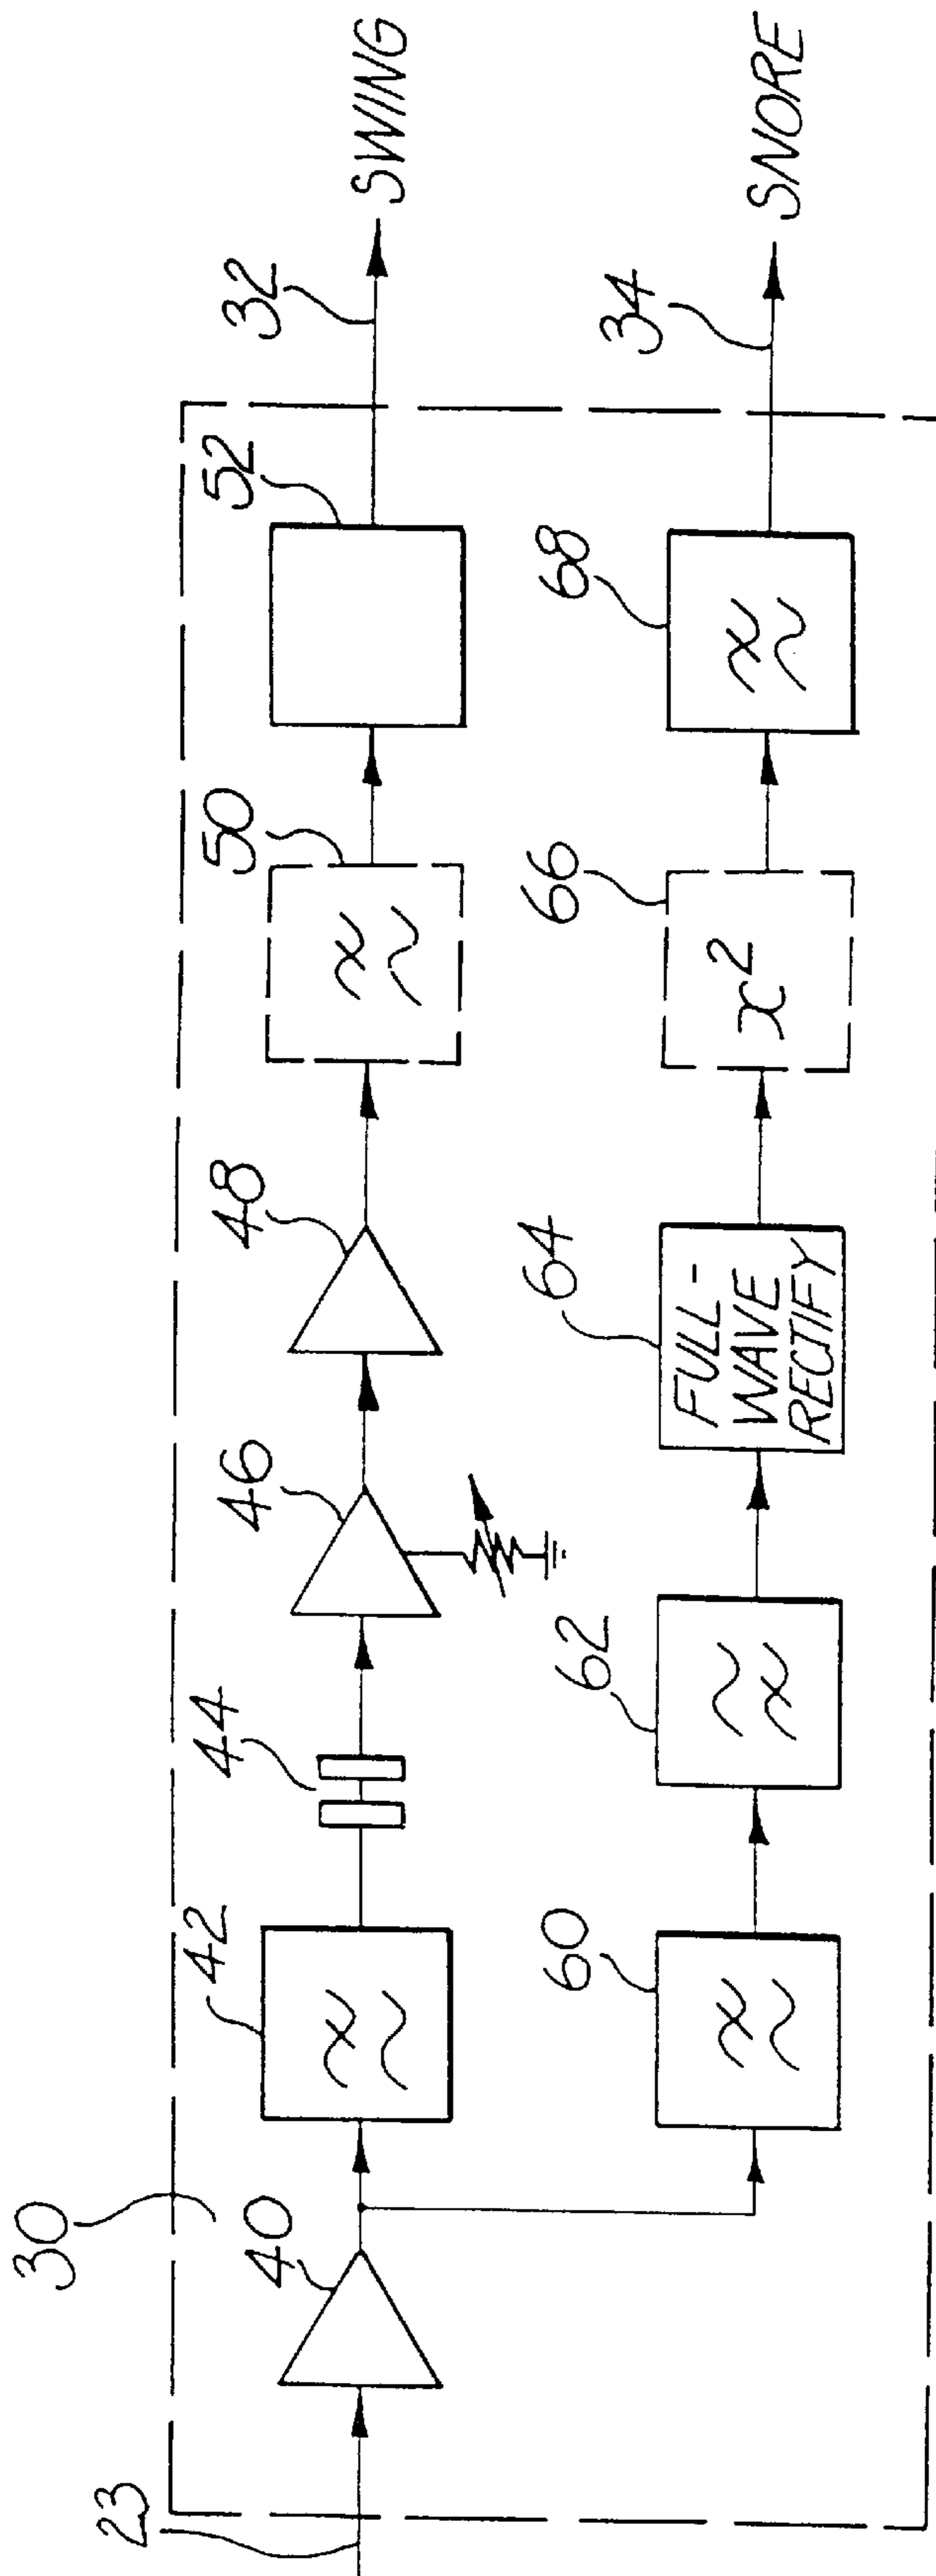 30
23
40
42
44
46
48
50
52
32
SWING
60
62
64
FULL-
WAVE
RECTIFY
66
x²
68
34
SNORE